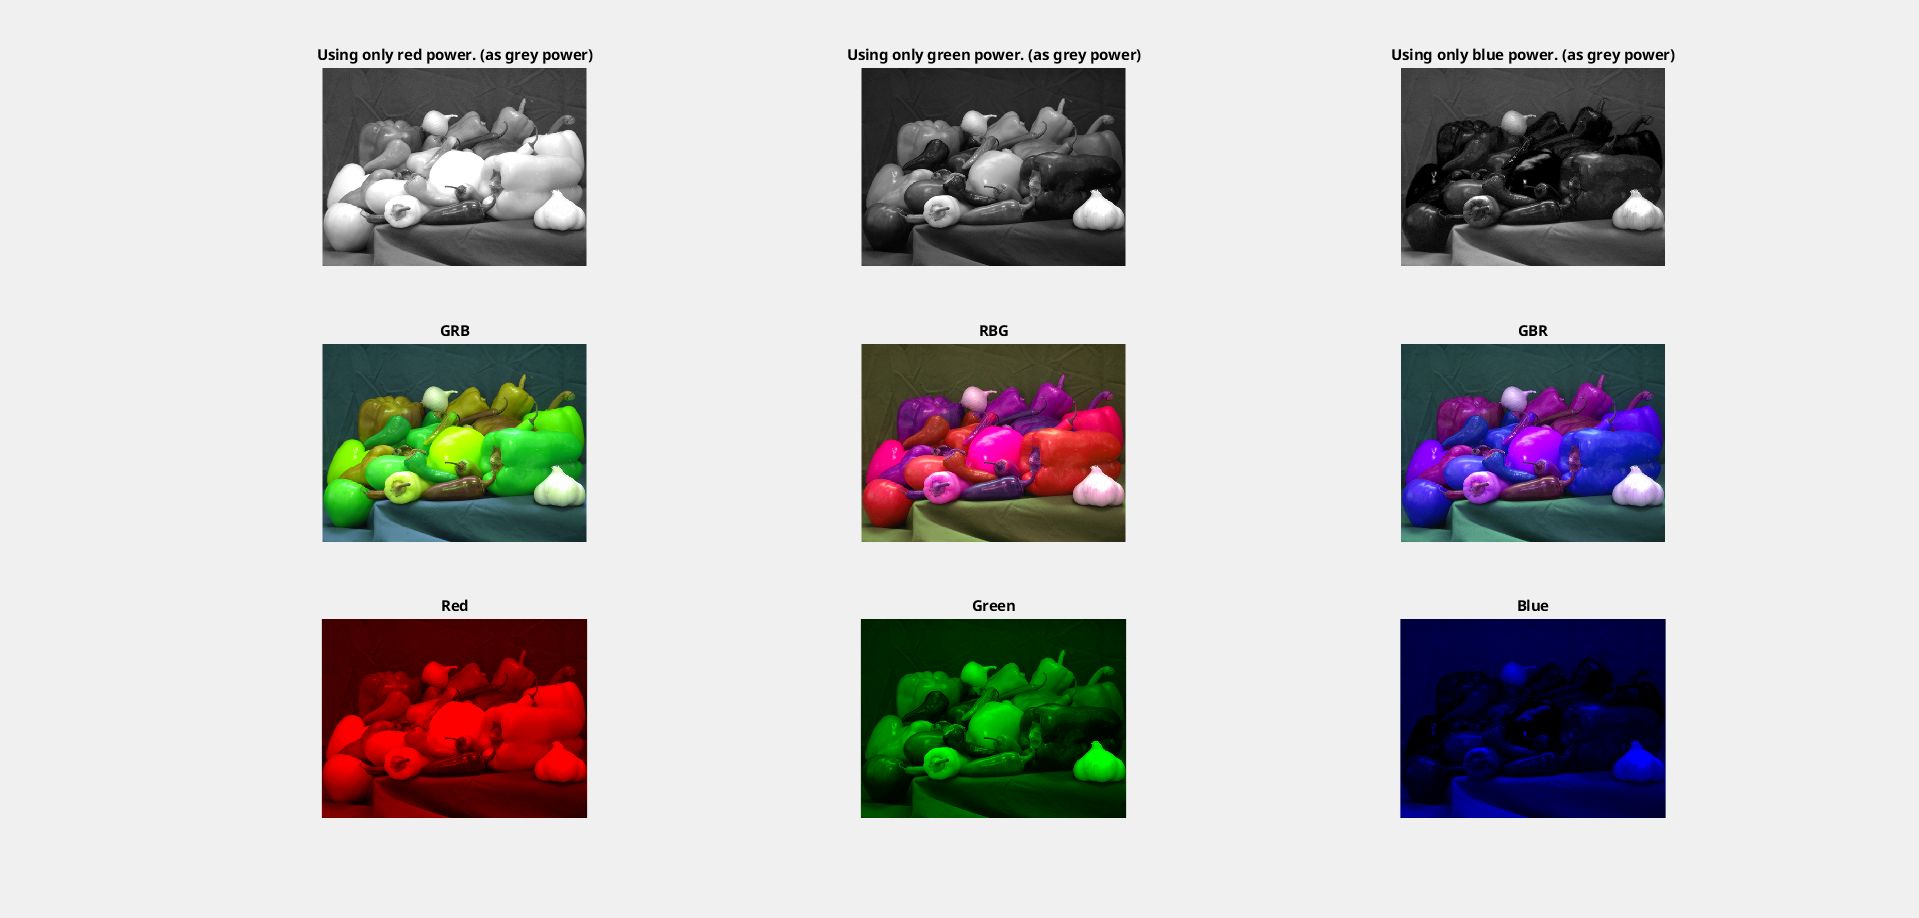 Using only red power. (as grey power)
Using only green power. (as grey power)
Using only blue power. (as grey power)
GRB
RBG
GBR
Red
Green
Blue